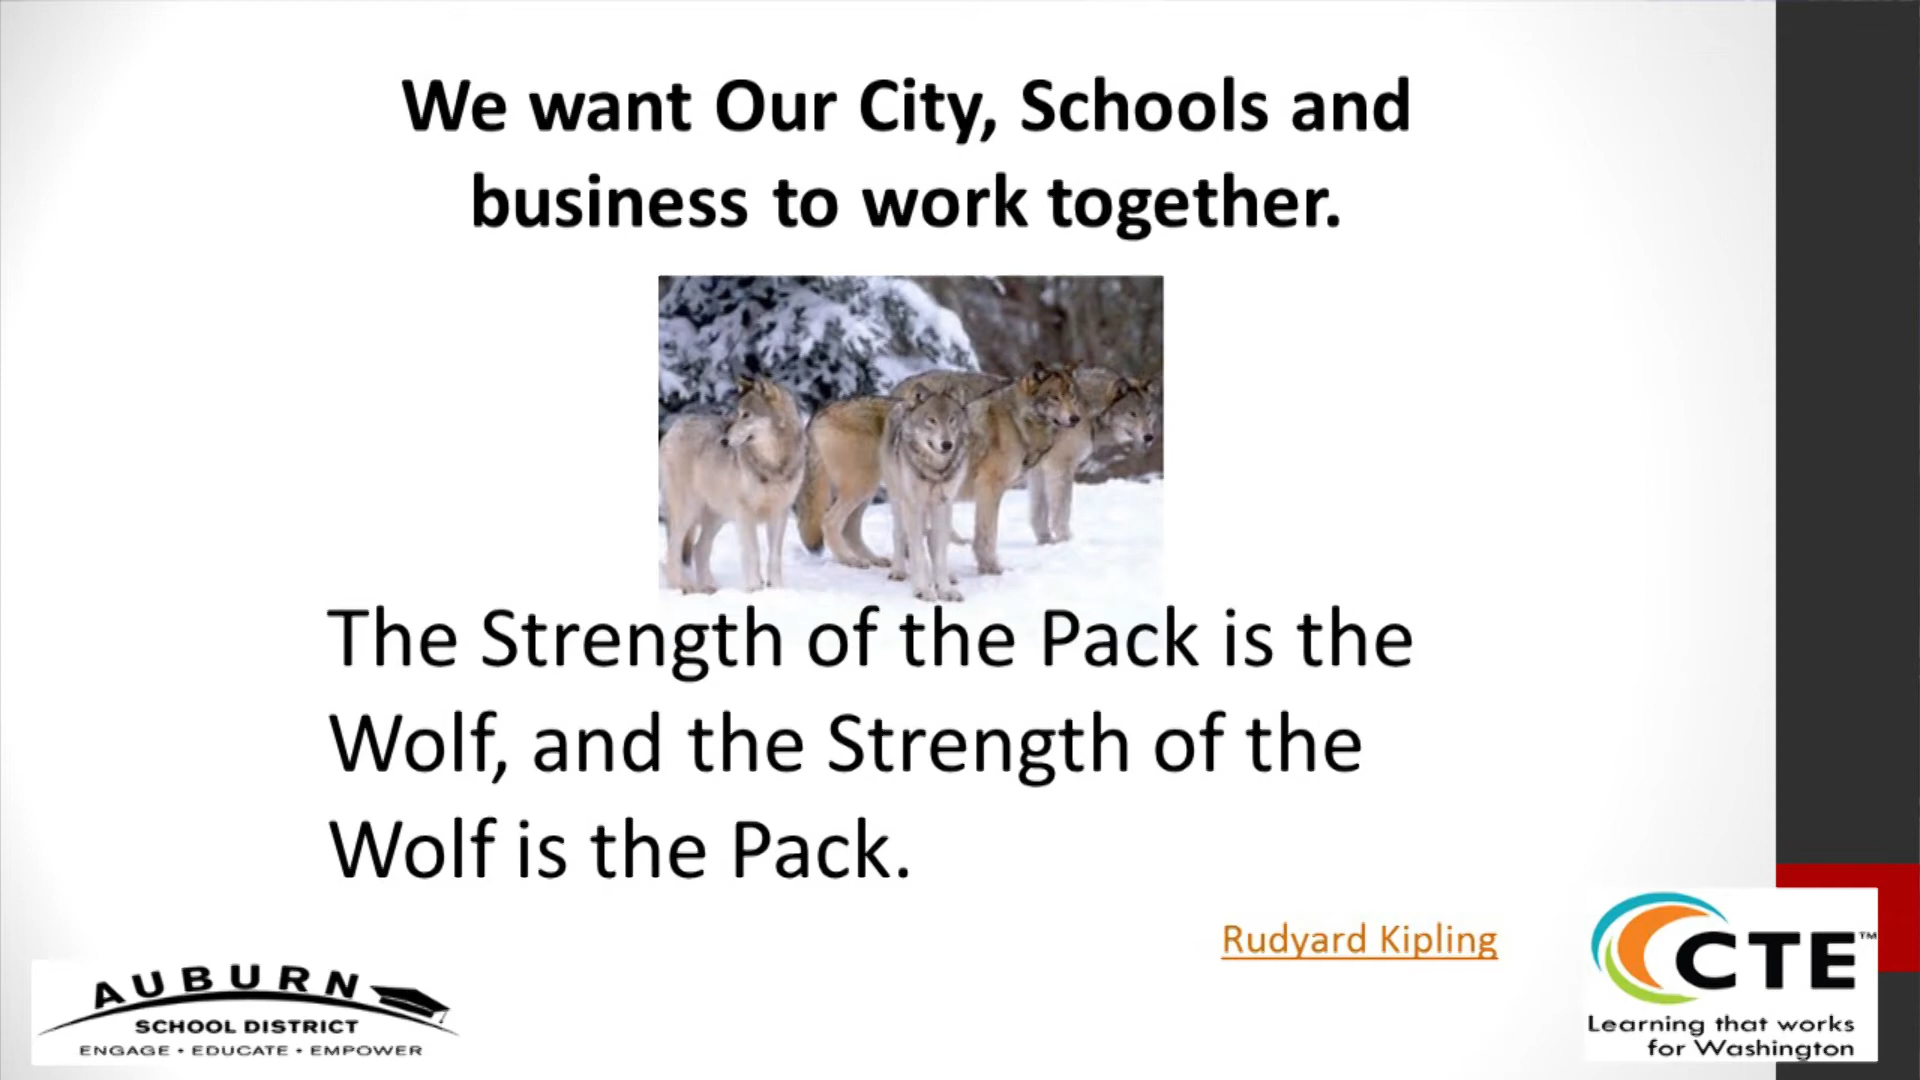 We want Our City, Schools and
business to work together.
The Strength of the Pack is the
Wolf, and the Strength of the
Wolf is the Pack.
Rudyard Kipling
AUBURN
SCHOOL DISTRICT
ENGAGE • EDUCATE • EMPOWER
CTE™
Learning that works
for Washington